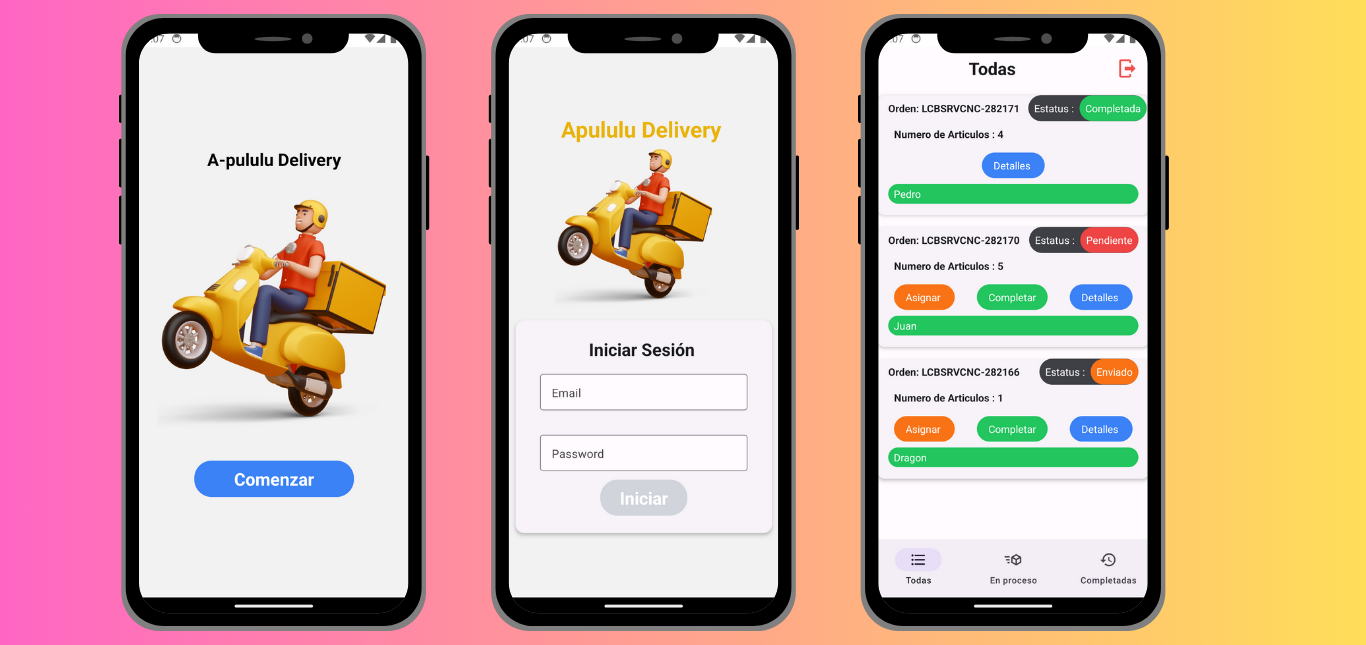 A-pululu Delivery
Comenzar
Apululu Delivery
Iniciar Sesión
Email
Password
Iniciar
Todas
Orden: LCBSRVCNC-282171 Estatus : Completada
Numero de Articulos : 4
Detalles
Pedro
Orden: LCBSRVCNC-282170 Estatus : Pendiente
Numero de Articulos : 5
Asignar Completar Detalles
Juan
Orden: LCBSRVCNC-282166 Estatus : Enviado
Numero de Articulos : 1
Asignar Completar Detalles
Dragon
Todas En proceso Completadas